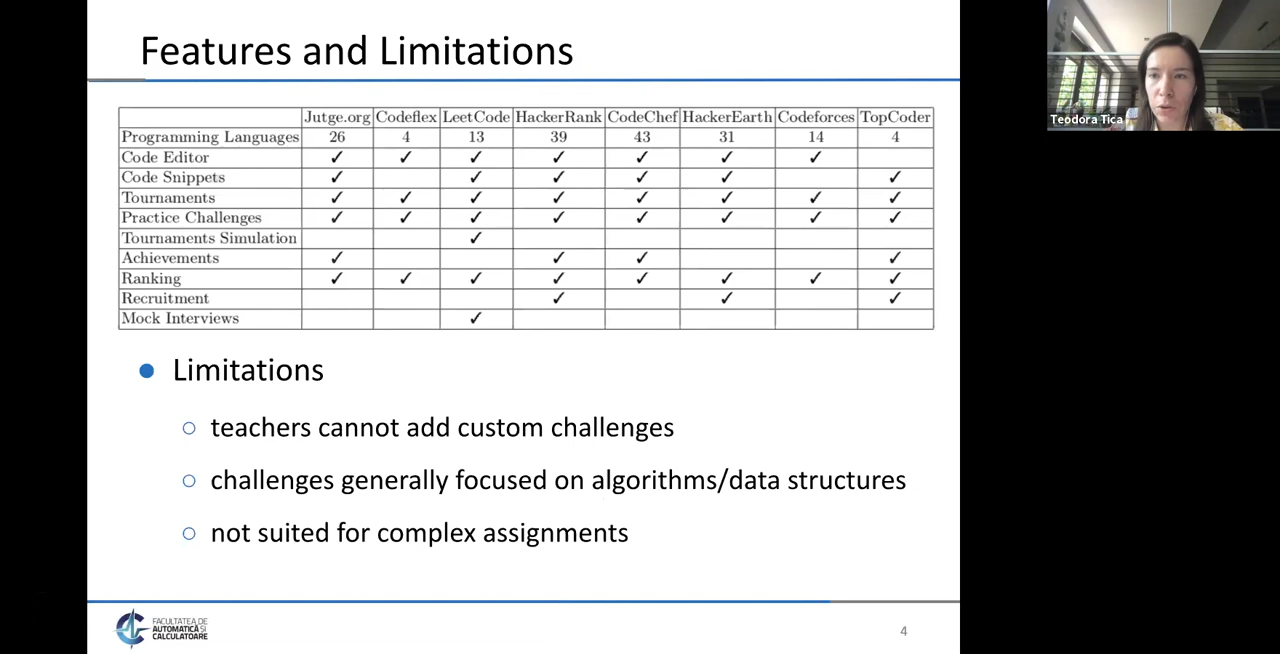 Features and Limitations
Jutge.org Codeflex LeetCode HackerRank CodeChef HackerEarth Codeforces TopCoder
Programming Languages 26 4 13 39 43 31 14 4
Code Editor ✓ ✓ ✓ ✓ ✓ ✓ ✓
Code Snippets ✓ ✓ ✓ ✓ ✓ ✓
Tournaments ✓ ✓ ✓ ✓ ✓ ✓ ✓ ✓
Practice Challenges ✓ ✓ ✓ ✓ ✓ ✓ ✓ ✓
Tournaments Simulation ✓
Achievements ✓ ✓ ✓ ✓
Ranking ✓ ✓ ✓ ✓ ✓ ✓ ✓ ✓
Recruitment ✓ ✓ ✓
Mock Interviews ✓
Limitations
teachers cannot add custom challenges
challenges generally focused on algorithms/data structures
not suited for complex assignments
FACULTATEA DE
AUTOMATICĂ ȘI
CALCULATOARE
4
Teodora Tica